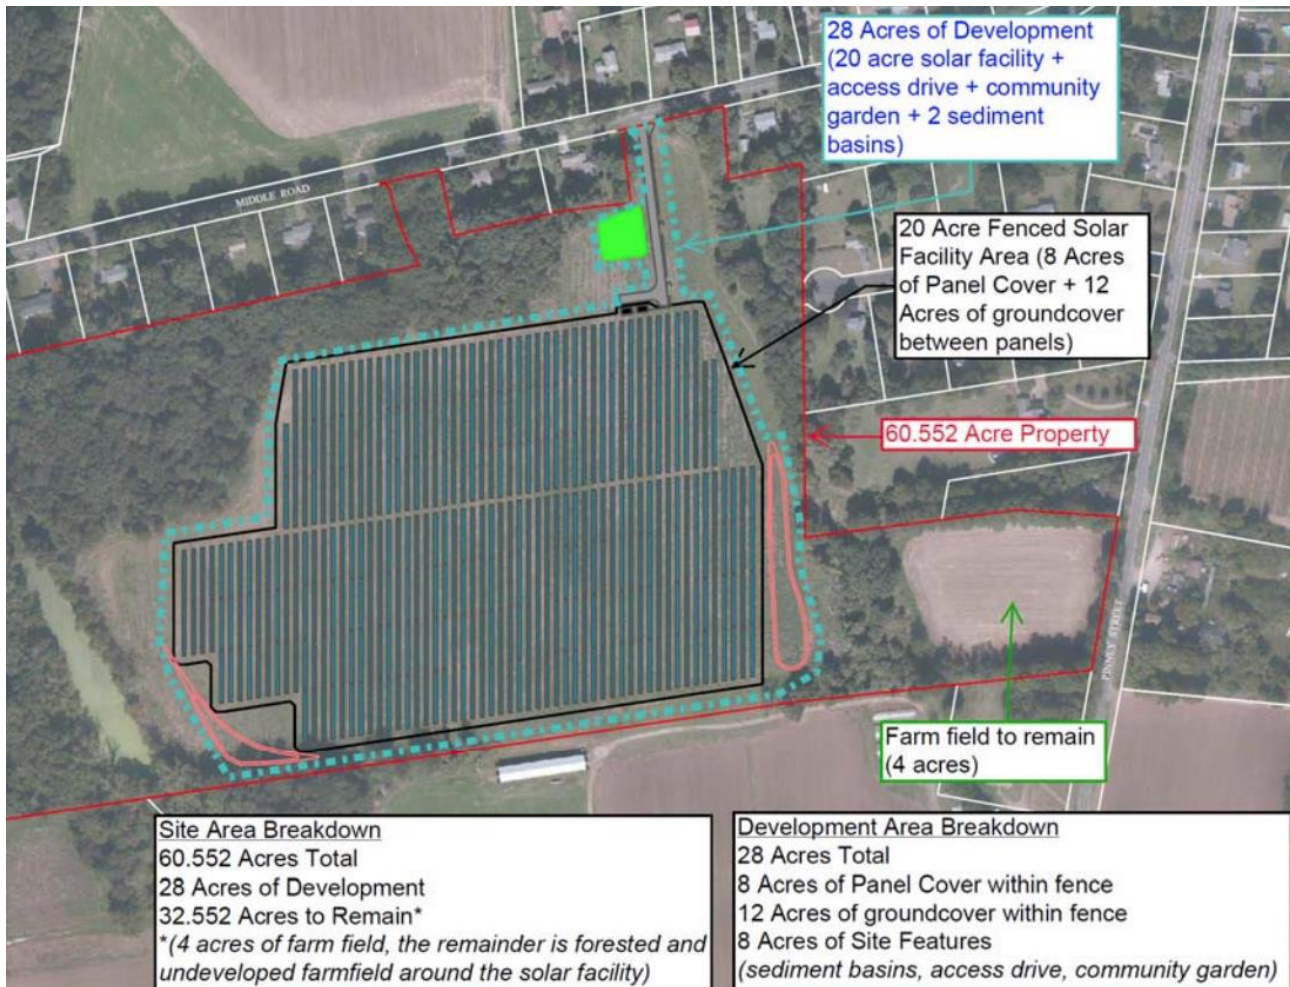 28 Acres of Development
(20 acre solar facility +
access drive + community
garden + 2 sediment
basins)
MIDDLE ROAD
20 Acre Fenced Solar
Facility Area (8 Acres
of Panel Cover + 12
Acres of groundcover
between panels)
60.552 Acre Property
PINNEY STREET
Farm field to remain
(4 acres)
Site Area Breakdown
60.552 Acres Total
28 Acres of Development
32.552 Acres to Remain*
*(4 acres of farm field, the remainder is forested and
undeveloped farmfield around the solar facility)
Development Area Breakdown
28 Acres Total
8 Acres of Panel Cover within fence
12 Acres of groundcover within fence
8 Acres of Site Features
(sediment basins, access drive, community garden)